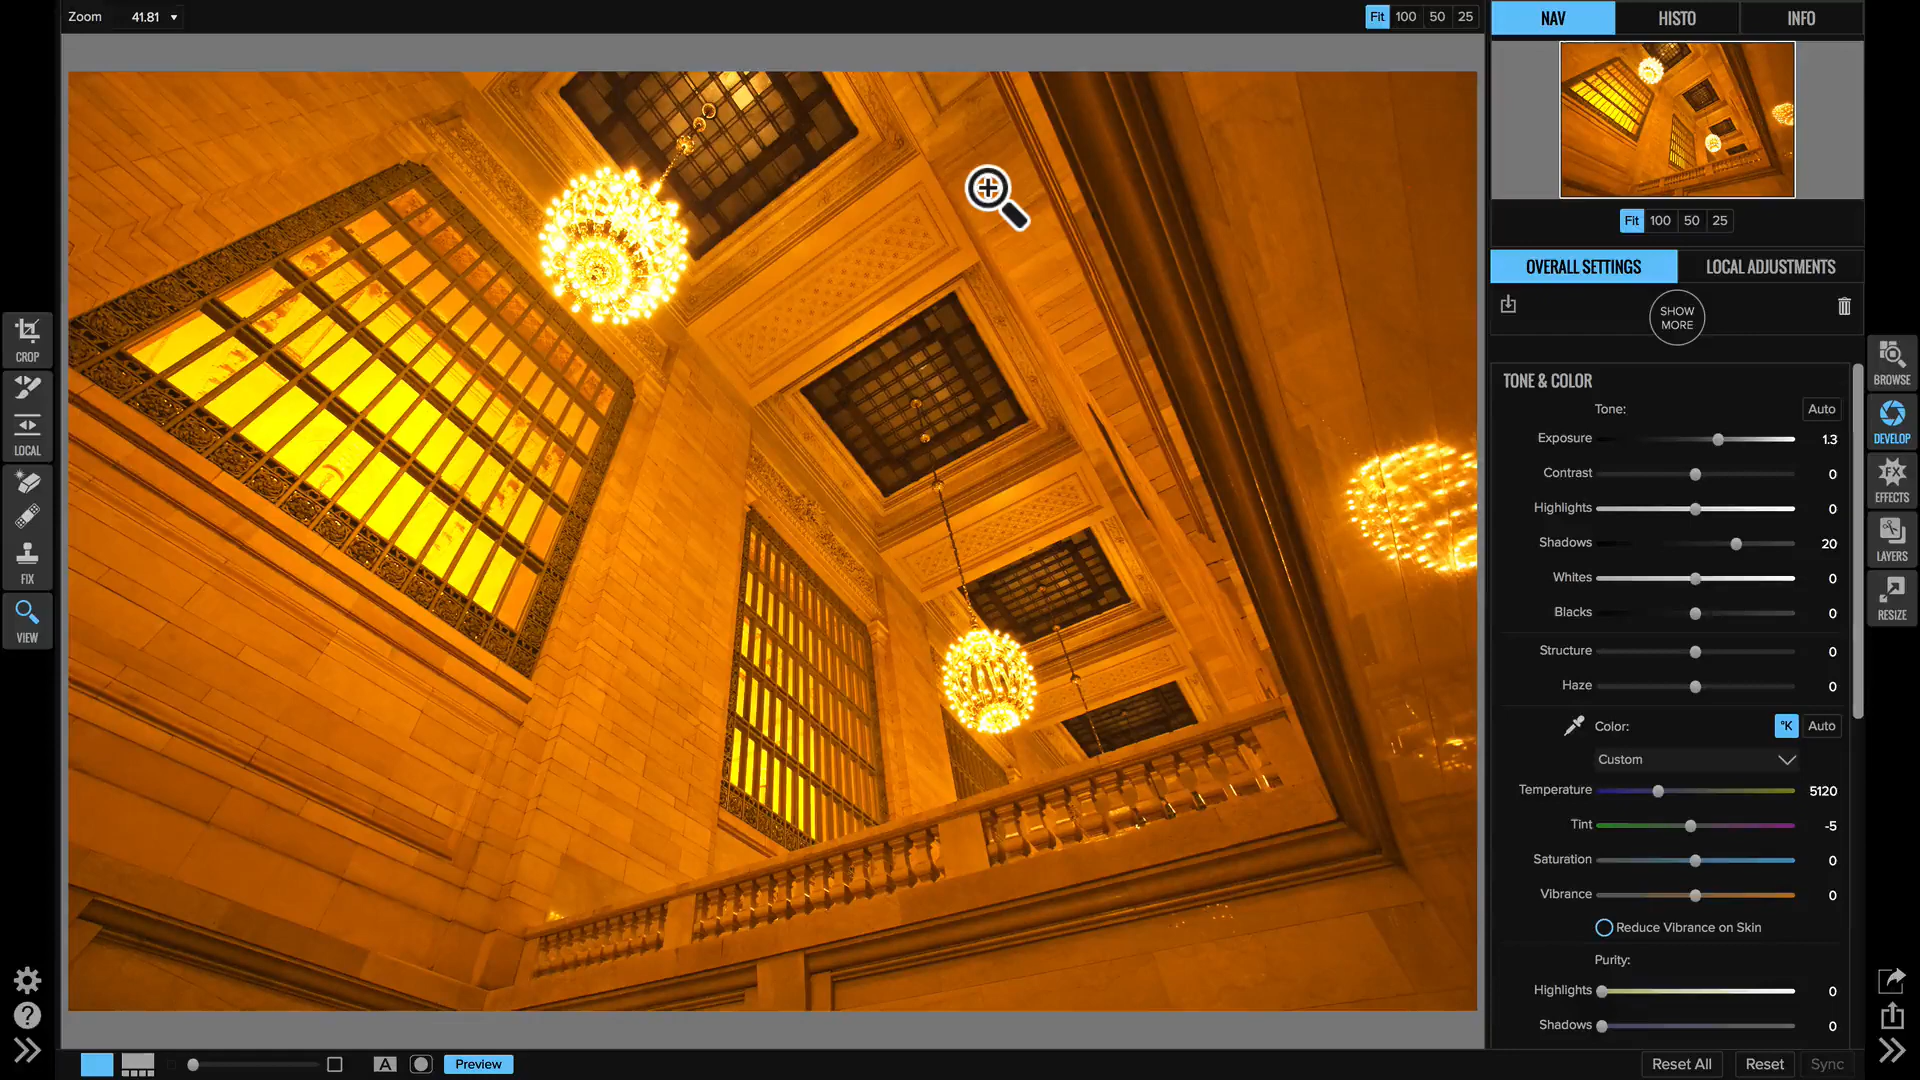 Zoom 41.81
Fit 100 50 25
NAV HISTO INFO
Fit 100 50 25
OVERALL SETTINGS LOCAL ADJUSTMENTS
SHOW
MORE
TONE & COLOR
Tone: Auto
Exposure 1.3
Contrast 0
Highlights 0
Shadows 20
Whites 0
Blacks 0
Structure 0
Haze 0
Color: °K Auto
Custom
Temperature 5120
Tint -5
Saturation 0
Vibrance 0
Reduce Vibrance on Skin
Purity:
Highlights 0
Shadows 0
CROP
LOCAL
FIX
VIEW
BROWSE
DEVELOP
FX
EFFECTS
LAYERS
RESIZE
?
A Preview
Reset All Reset Sync